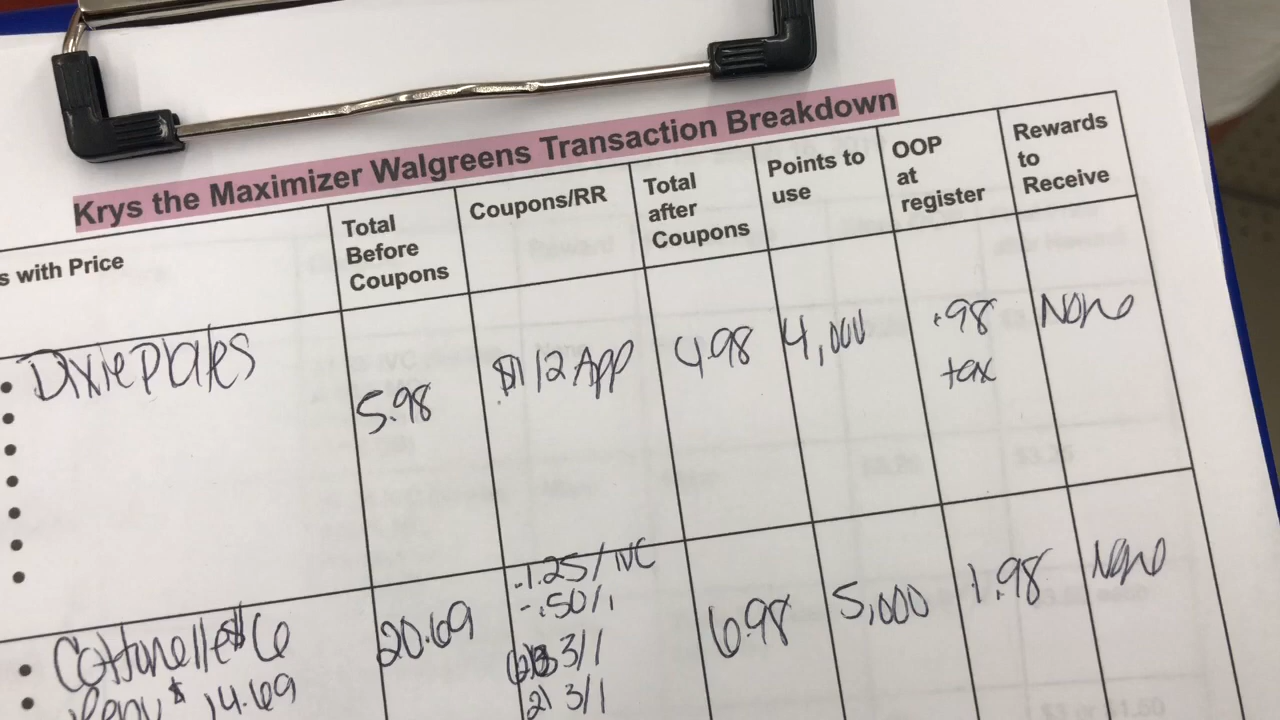 Krys the Maximizer Walgreens Transaction Breakdown
s with Price
Total
Before
Coupons
Coupons/RR
Total
after
Coupons
Points to
use
OOP
at
register
Rewards
to
Receive
Dixie plates
5.98
$1/2 App
4.98
4,000
.98
tax
None
Cottonelle $6
20.69
-1.25/ IVC
-.50/1
3/1
2) 3/1
6.98
5,000
1.98
None
$ 14.69